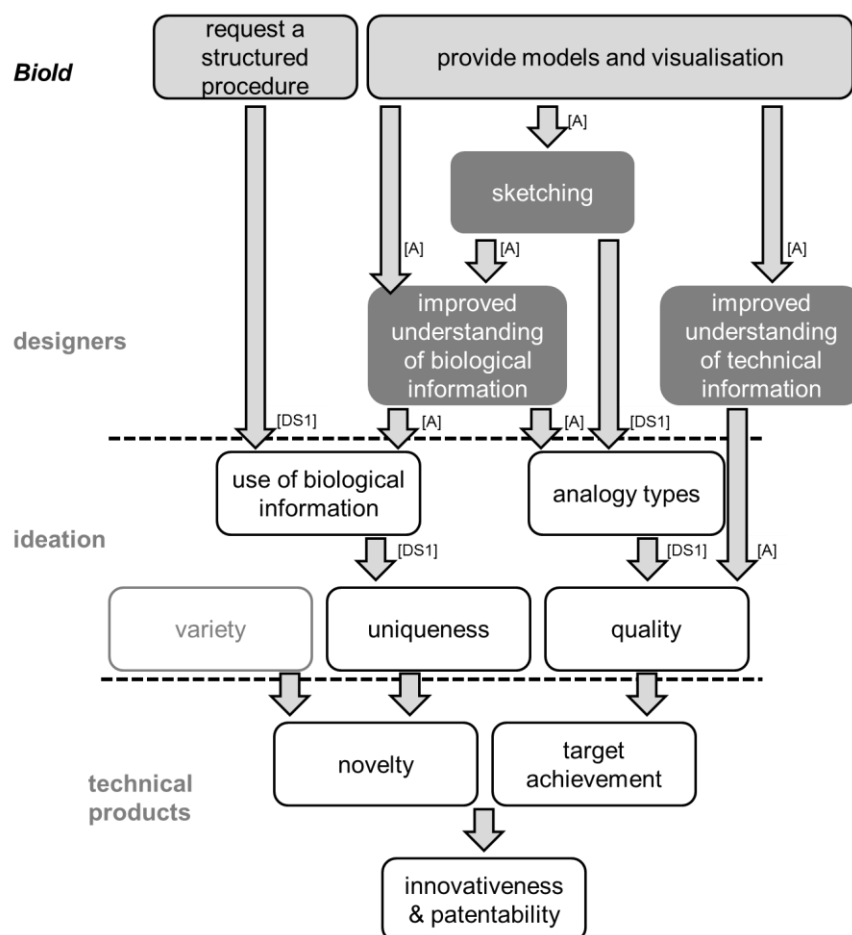 request a
structured
procedure
provide models and visualisation
BioId
[A]
sketching
[A]
[A]
[A]
improved
understanding
of biological
information
improved
understanding
of technical
information
designers
[DS1]
[A]
[A]
[DS1]
use of biological
information
analogy types
ideation
[DS1]
[DS1]
[A]
variety
uniqueness
quality
novelty
target
achievement
technical
products
innovativeness
& patentability